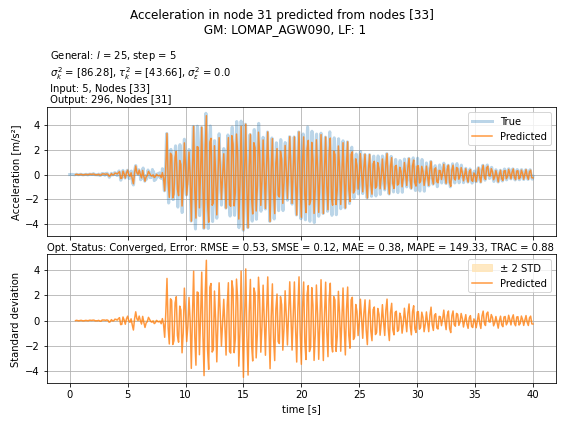 Acceleration in node 31 predicted from nodes [33]
GM: LOMAP_AGW090, LF: 1
General: l = 25, step = 5
σ²ₖ = [86.28], τ²ₖ = [43.66], σ²ε = 0.0
Input: 5, Nodes [33]
Output: 296, Nodes [31]
Acceleration [m/s²]
4
2
0
−2
−4
True
Predicted
Opt. Status: Converged, Error: RMSE = 0.53, SMSE = 0.12, MAE = 0.38, MAPE = 149.33, TRAC = 0.88
Standard deviation
4
2
0
−2
−4
± 2 STD
Predicted
0 5 10 15 20 25 30 35 40
time [s]